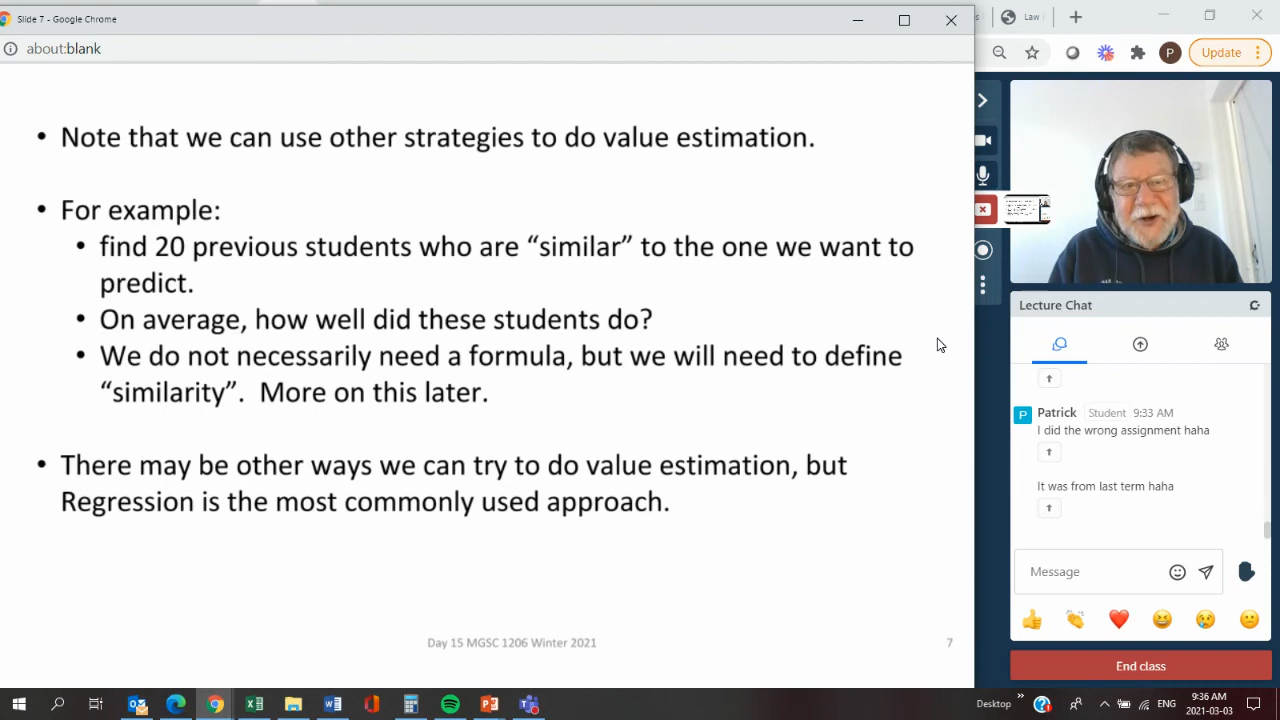 Slide 7 - Google Chrome
about:blank
Law
P
Update
• Note that we can use other strategies to do value estimation.
• For example:
• find 20 previous students who are “similar” to the one we want to
predict.
• On average, how well did these students do?
• We do not necessarily need a formula, but we will need to define
“similarity”.  More on this later.
• There may be other ways we can try to do value estimation, but
Regression is the most commonly used approach.
Day 15 MGSC 1206 Winter 2021
7
Lecture Chat
P
Patrick Student 9:33 AM
I did the wrong assignment haha
It was from last term haha
Message
End class
Desktop
ENG
9:36 AM
2021-03-03